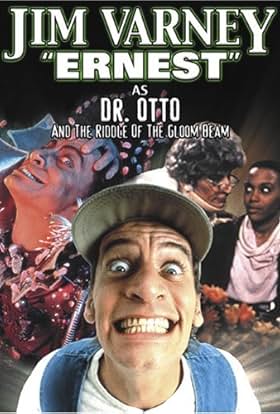 JIM VARNEY
"ERNEST"
AS
DR. OTTO
AND THE RIDDLE OF THE GLOOM BEAM